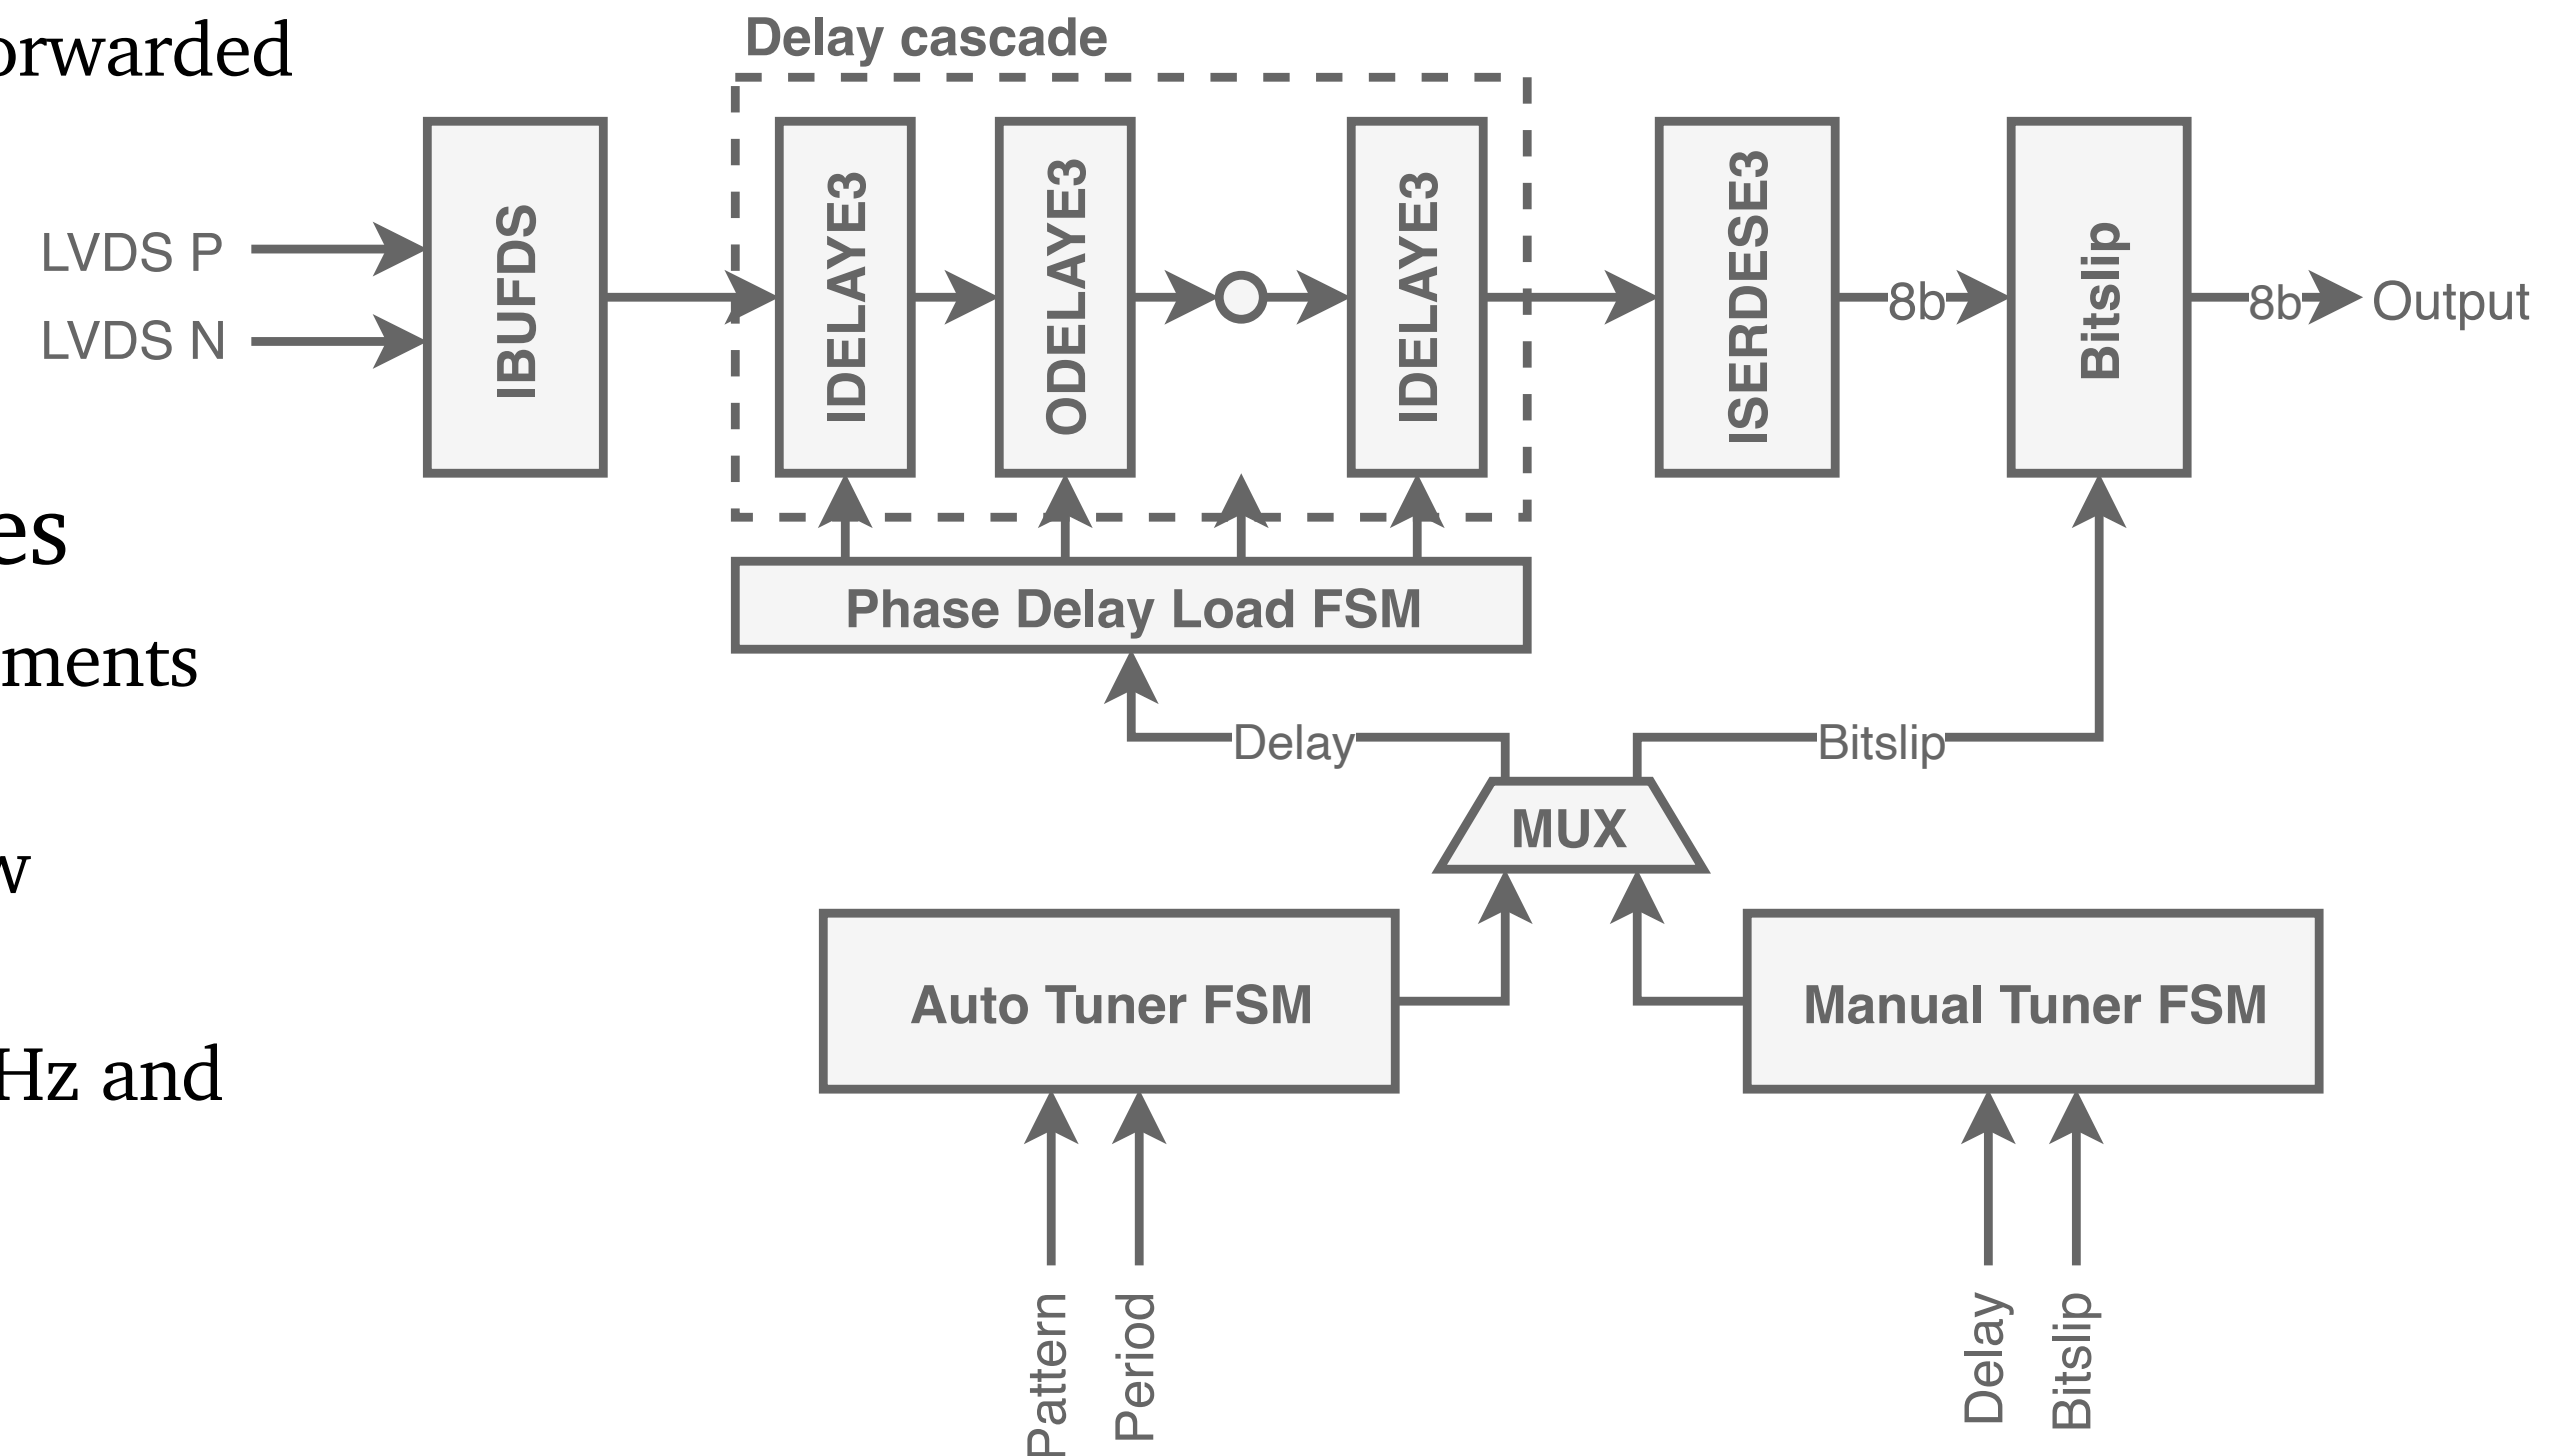 orwarded
es
ments
w
Hz and
Delay cascade
LVDS P
LVDS N
IBUFDS
IDELAYE3
ODELAYE3
IDELAYE3
ISERDESE3
8b
Bitslip
8b
Output
Phase Delay Load FSM
Delay
Bitslip
MUX
Auto Tuner FSM
Manual Tuner FSM
Pattern
Period
Delay
Bitslip